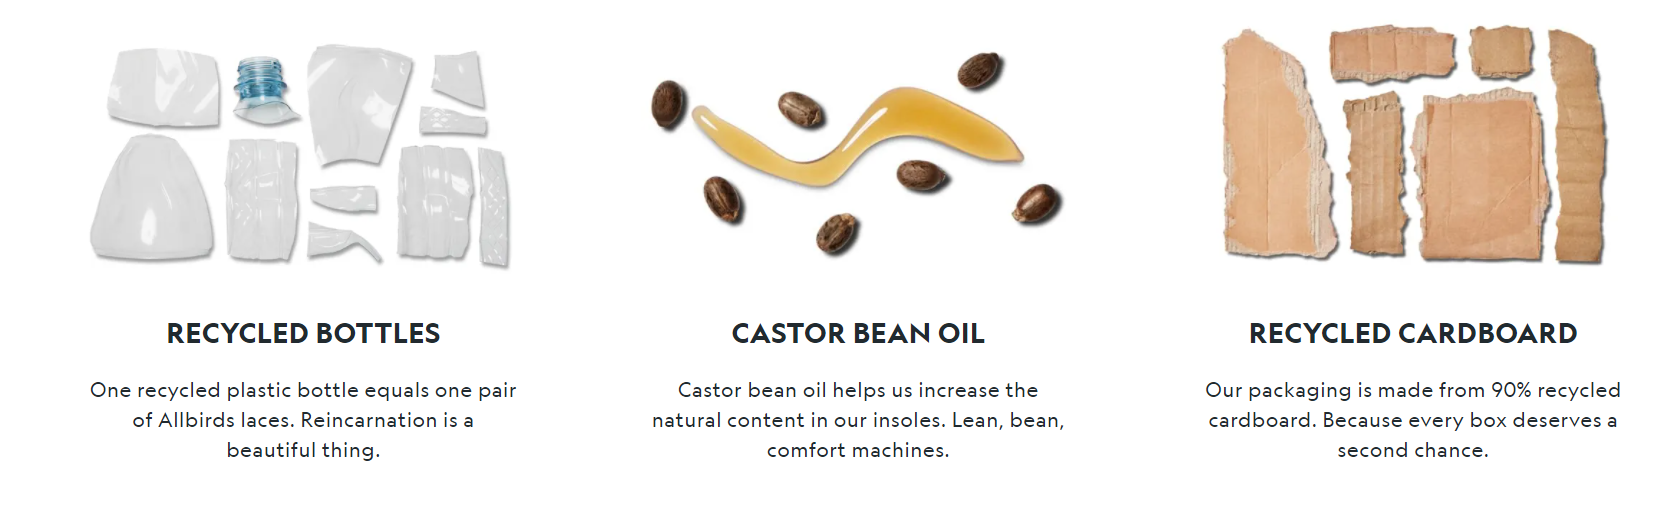 RECYCLED BOTTLES
One recycled plastic bottle equals one pair
of Allbirds laces. Reincarnation is a
beautiful thing.
CASTOR BEAN OIL
Castor bean oil helps us increase the
natural content in our insoles. Lean, bean,
comfort machines.
RECYCLED CARDBOARD
Our packaging is made from 90% recycled
cardboard. Because every box deserves a
second chance.